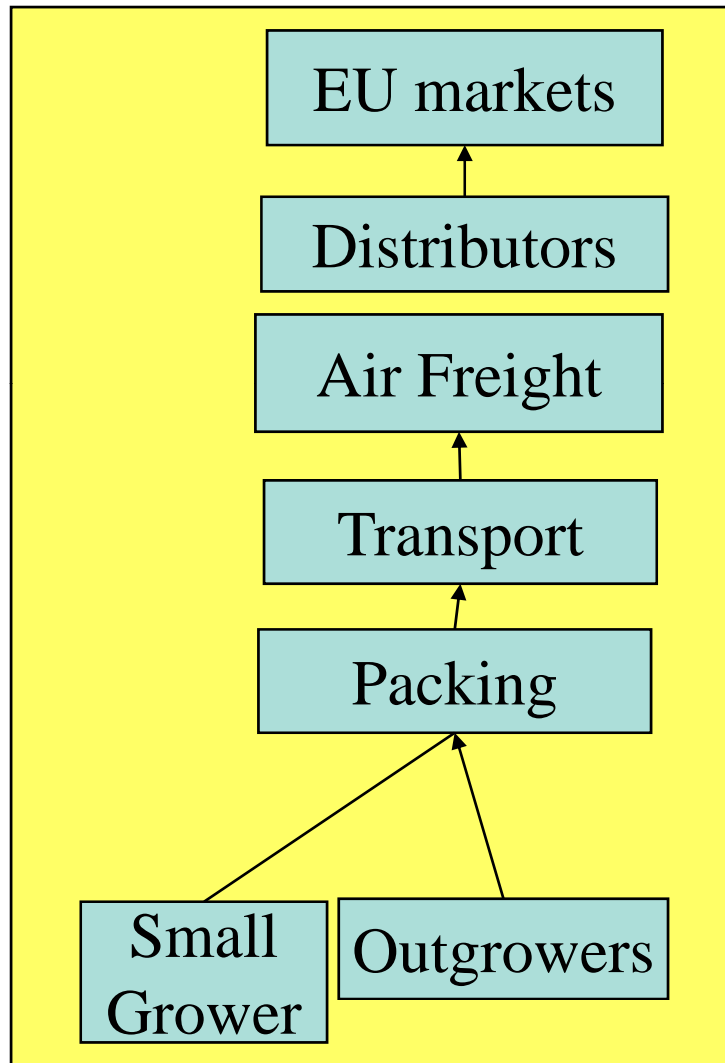 EU markets
Distributors
Air Freight
Transport
Packing
Small
Grower
Outgrowers